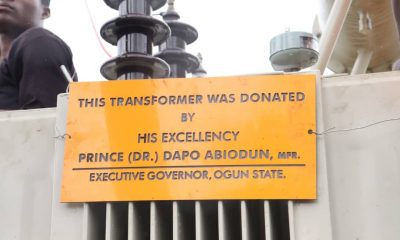 THIS TRANSFORMER WAS DONATED
BY
HIS EXCELLENCY
PRINCE (DR.) DAPO ABIODUN, MFR.
EXECUTIVE GOVERNOR, OGUN STATE.